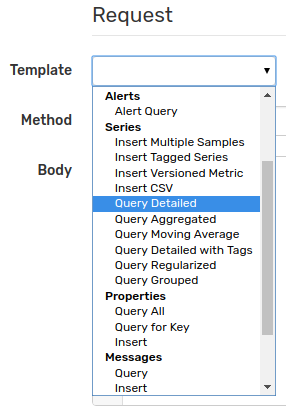 Request
Template
Alerts
Alert Query
Series
Method
Insert Multiple Samples
Insert Tagged Series
Body
Insert Versioned Metric
Insert CSV
Query Detailed
Query Aggregated
Query Moving Average
Query Detailed with Tags
Query Regularized
Query Grouped
Properties
Query All
Query for Key
Insert
Messages
Query
Insert